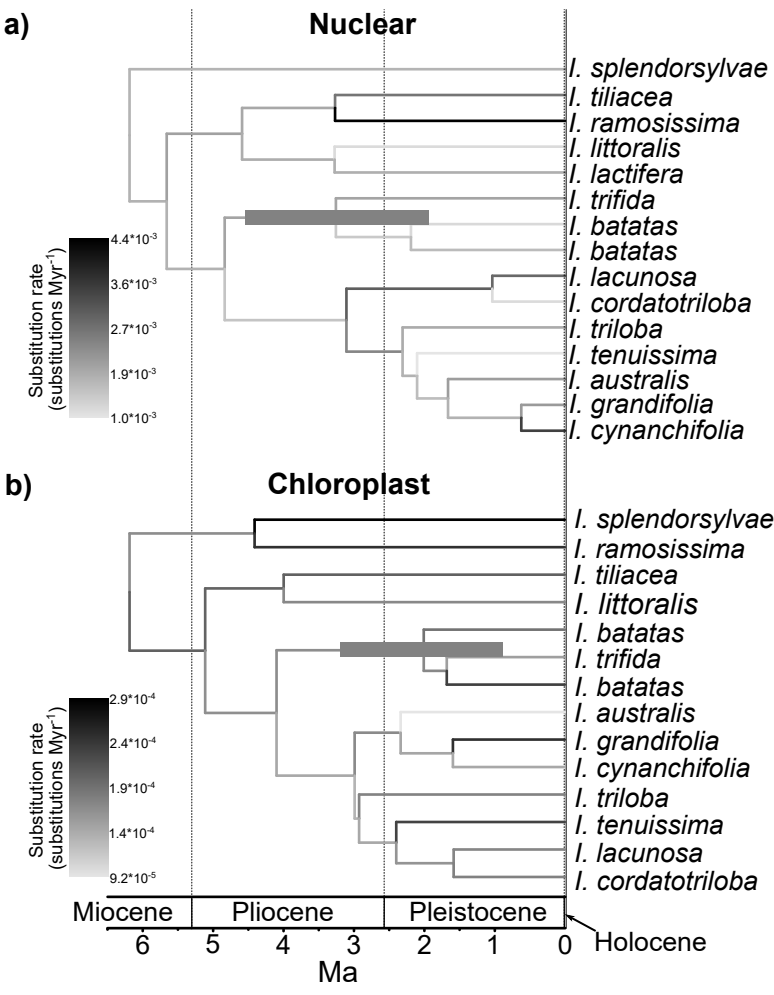 a)
Nuclear
I. splendorsylvae
I. tiliacea
I. ramosissima
I. littoralis
I. lactifera
I. trifida
I. batatas
I. batatas
I. lacunosa
I. cordatotriloba
I. triloba
I. tenuissima
I. australis
I. grandifolia
I. cynanchifolia
Substitution rate
(substitutions Myr⁻¹)
4.4*10⁻³
3.6*10⁻³
2.7*10⁻³
1.9*10⁻³
1.0*10⁻³
b)
Chloroplast
I. splendorsylvae
I. ramosissima
I. tiliacea
I. littoralis
I. batatas
I. trifida
I. batatas
I. australis
I. grandifolia
I. cynanchifolia
I. triloba
I. tenuissima
I. lacunosa
I. cordatotriloba
Substitution rate
(substitutions Myr⁻¹)
2.9*10⁻⁴
2.4*10⁻⁴
1.9*10⁻⁴
1.4*10⁻⁴
9.2*10⁻⁵
Miocene Pliocene Pleistocene
Holocene
6 5 4 3 2 1 0
Ma